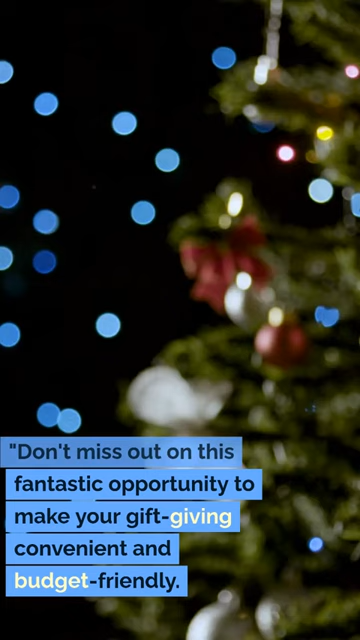 "Don't miss out on this
fantastic opportunity to
make your gift-giving
convenient and
budget-friendly.